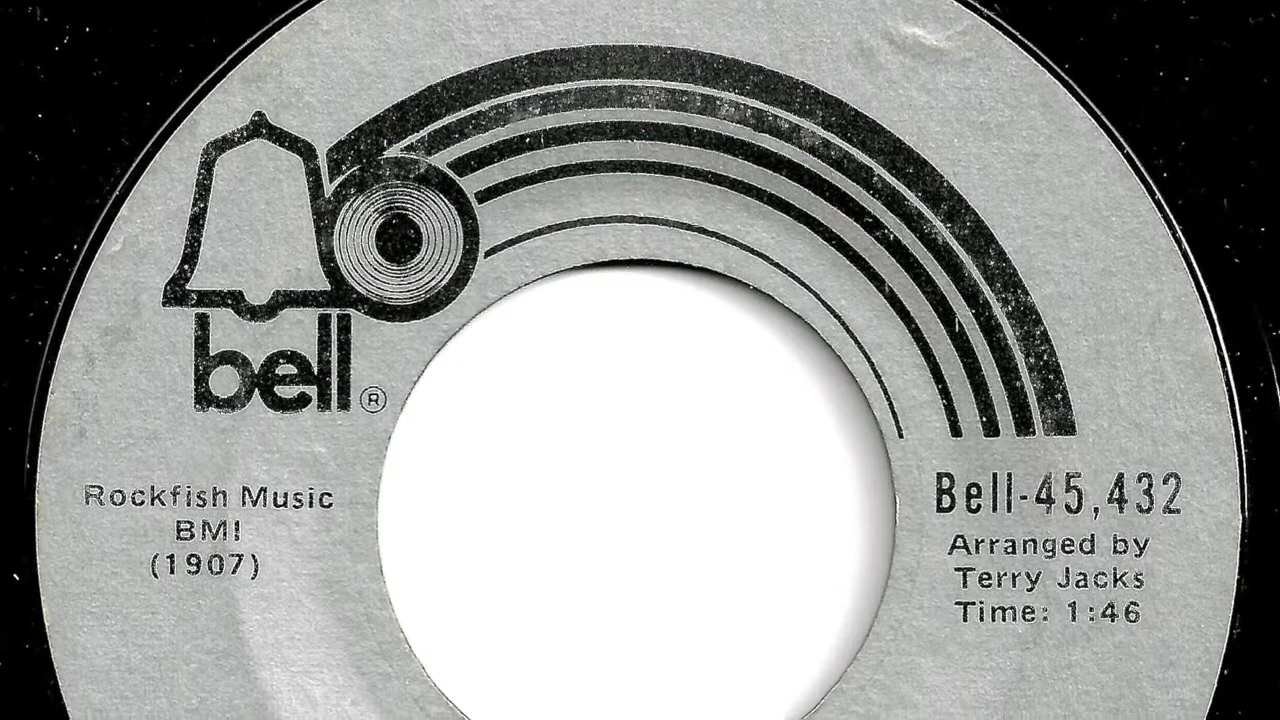 bell ®
Rockfish Music
BMI
(1907)
Bell-45,432
Arranged by
Terry Jacks
Time: 1:46